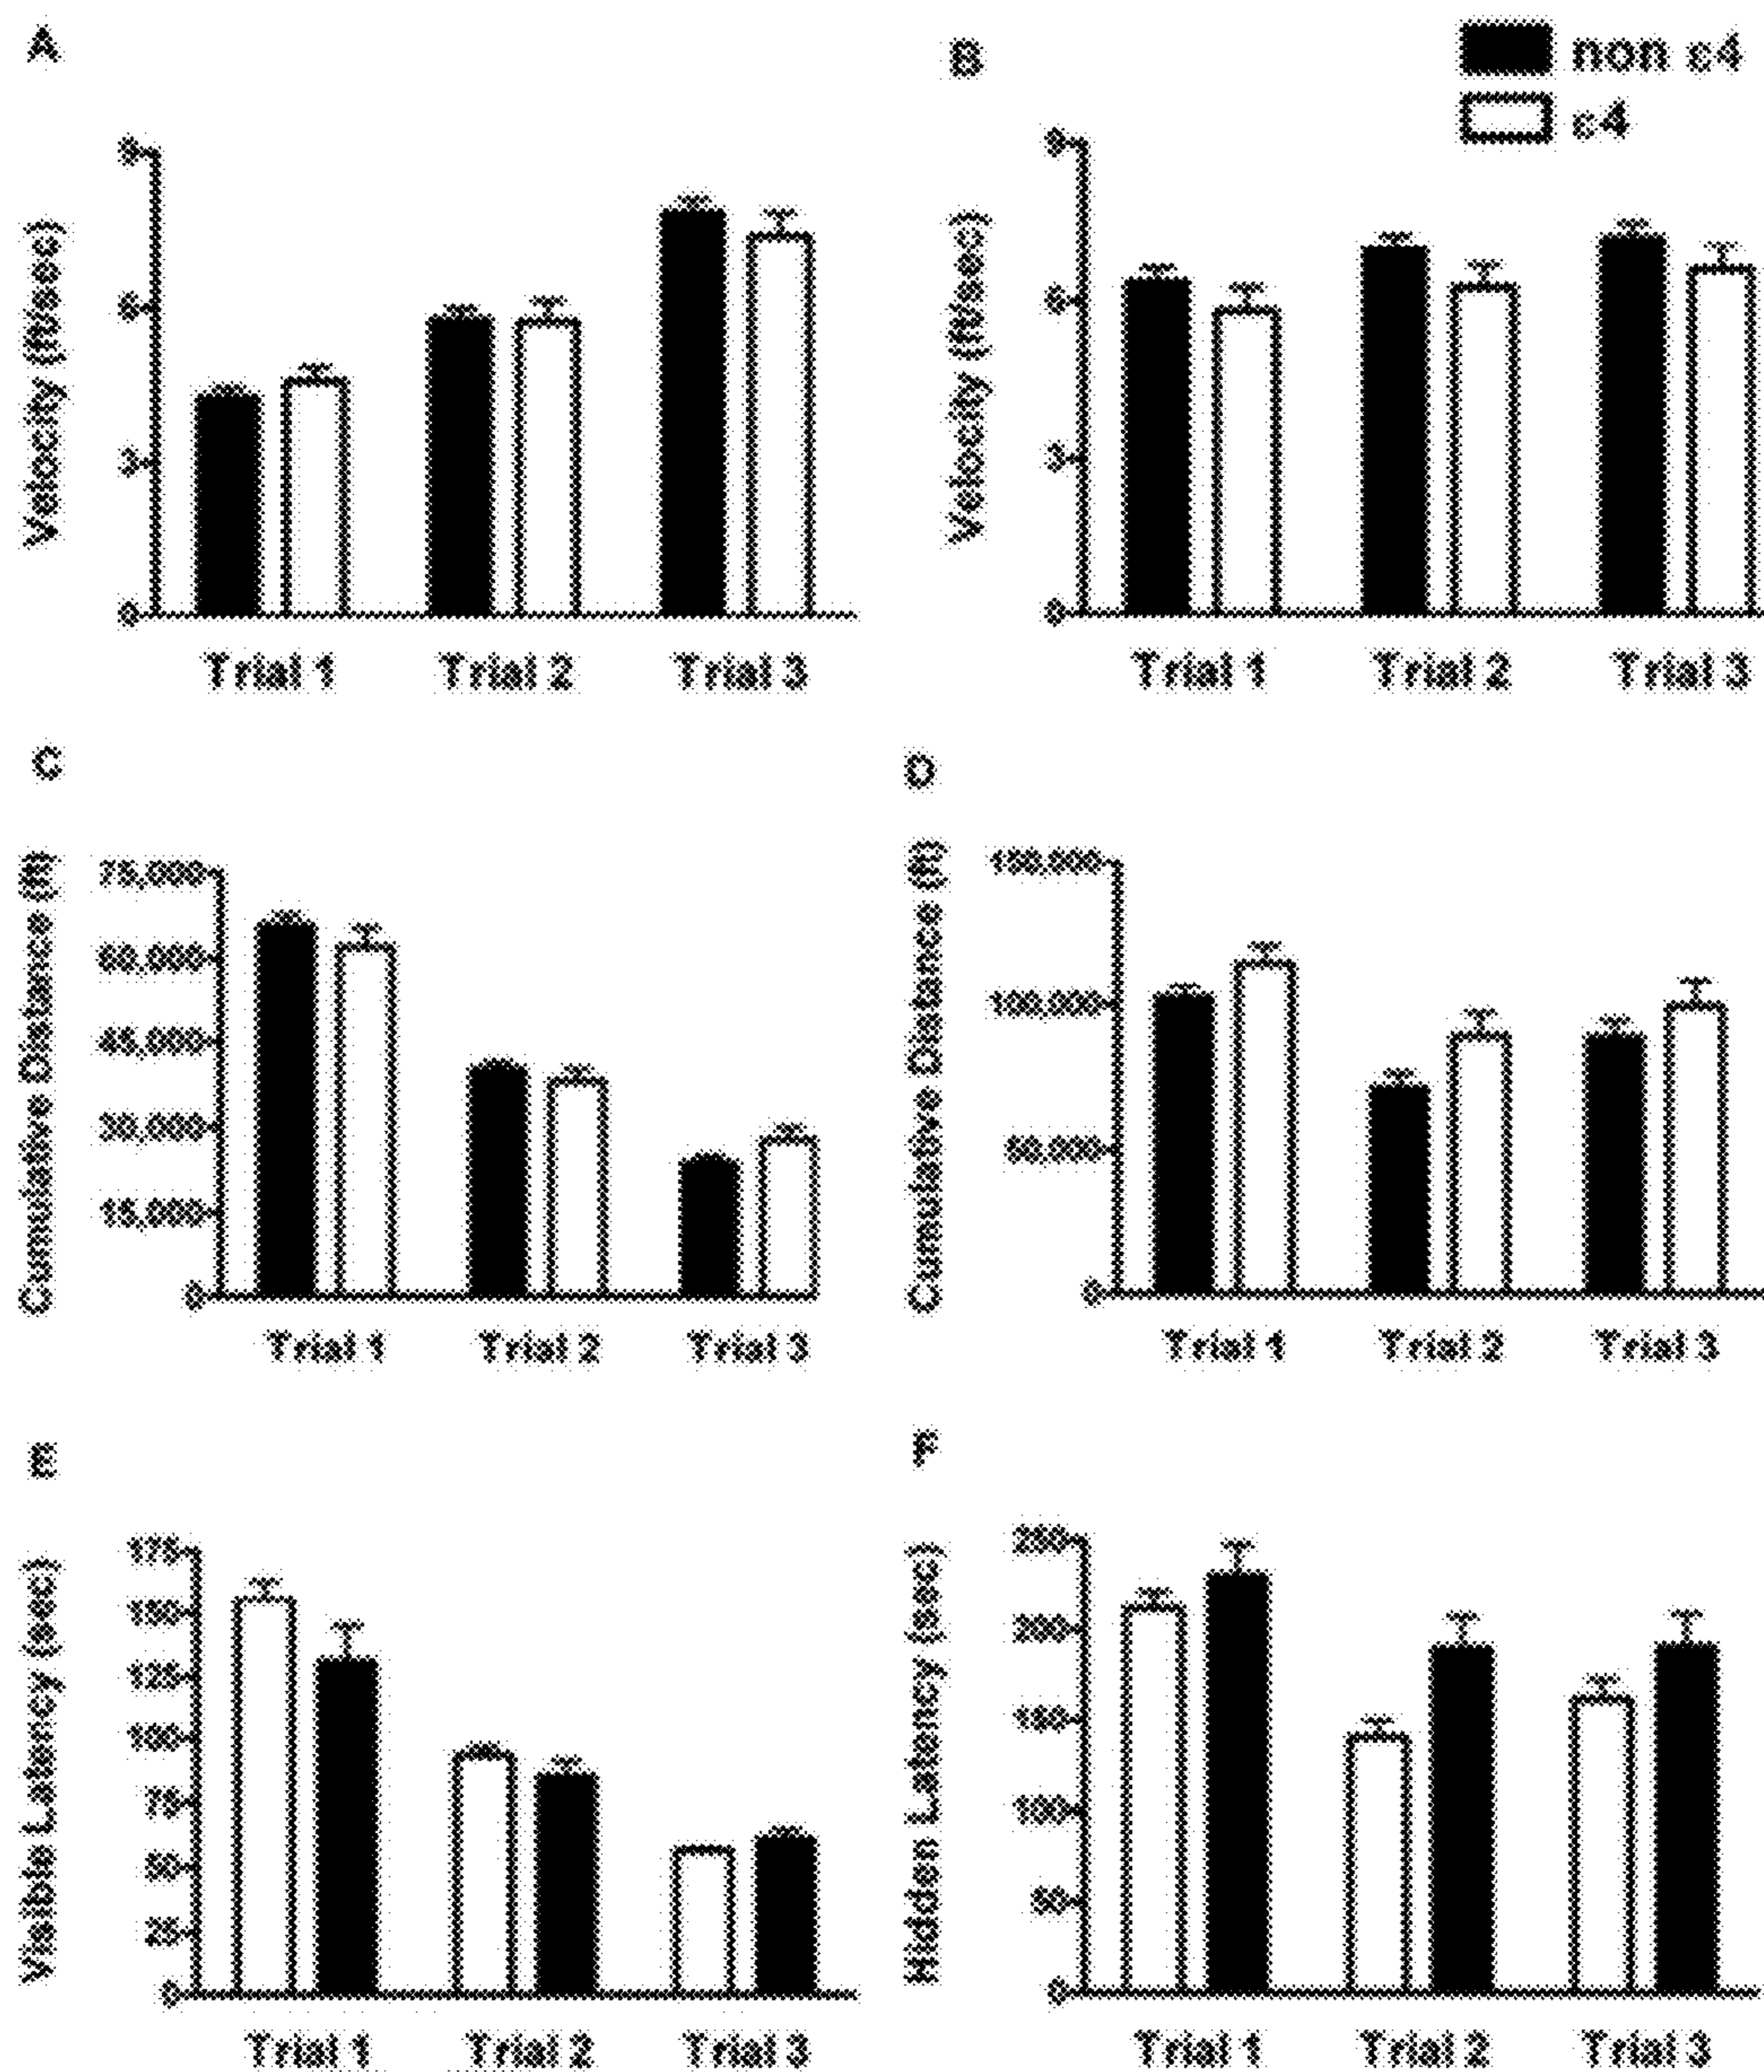 A
B
non ε4
ε4
Velocity (ft/sec)
9
6
3
0
Trial 1 Trial 2 Trial 3
Velocity (ft/sec)
9
6
3
0
Trial 1 Trial 2 Trial 3
C
D
Cumulative Distance (ft)
75,000
60,000
45,000
30,000
15,000
0
Trial 1 Trial 2 Trial 3
Cumulative Distance (ft)
150,000
100,000
50,000
0
Trial 1 Trial 2 Trial 3
E
F
Visible Latency (sec)
175
150
125
100
75
50
25
0
Trial 1 Trial 2 Trial 3
Hidden Latency (sec)
250
200
150
100
50
0
Trial 1 Trial 2 Trial 3